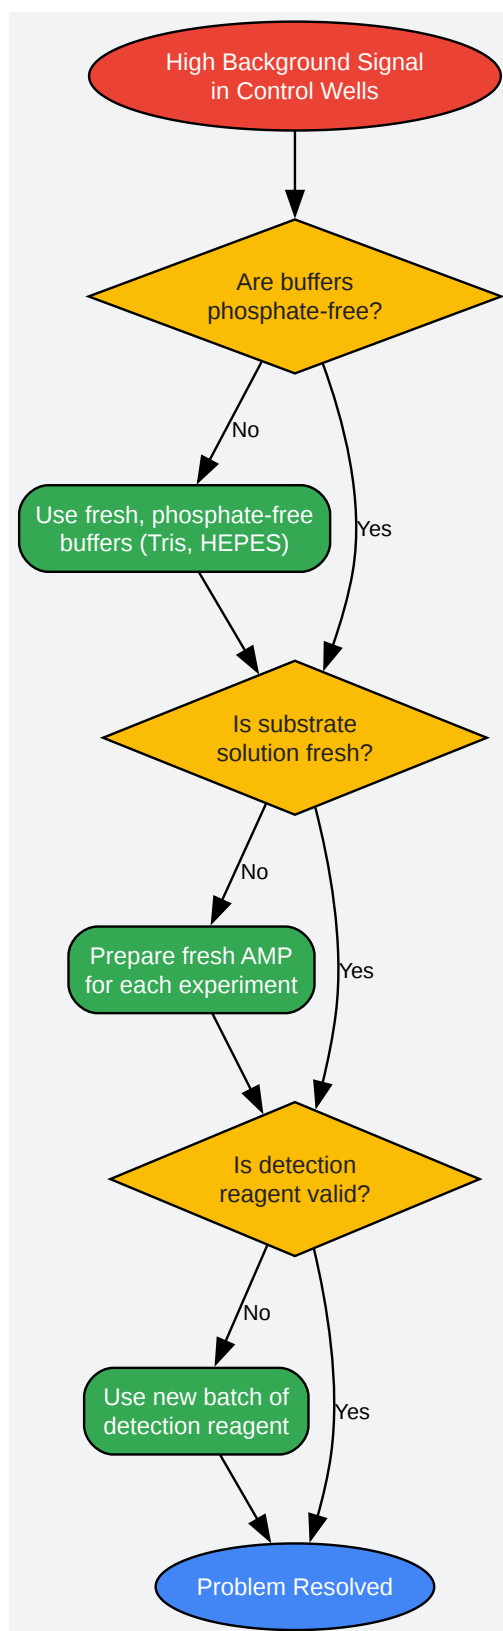 High Background Signal
in Control Wells
Are buffers
phosphate-free?
No
Use fresh, phosphate-free
buffers (Tris, HEPES)
Yes
Is substrate
solution fresh?
No
Prepare fresh AMP
for each experiment
Yes
Is detection
reagent valid?
No
Use new batch of
detection reagent
Yes
Problem Resolved